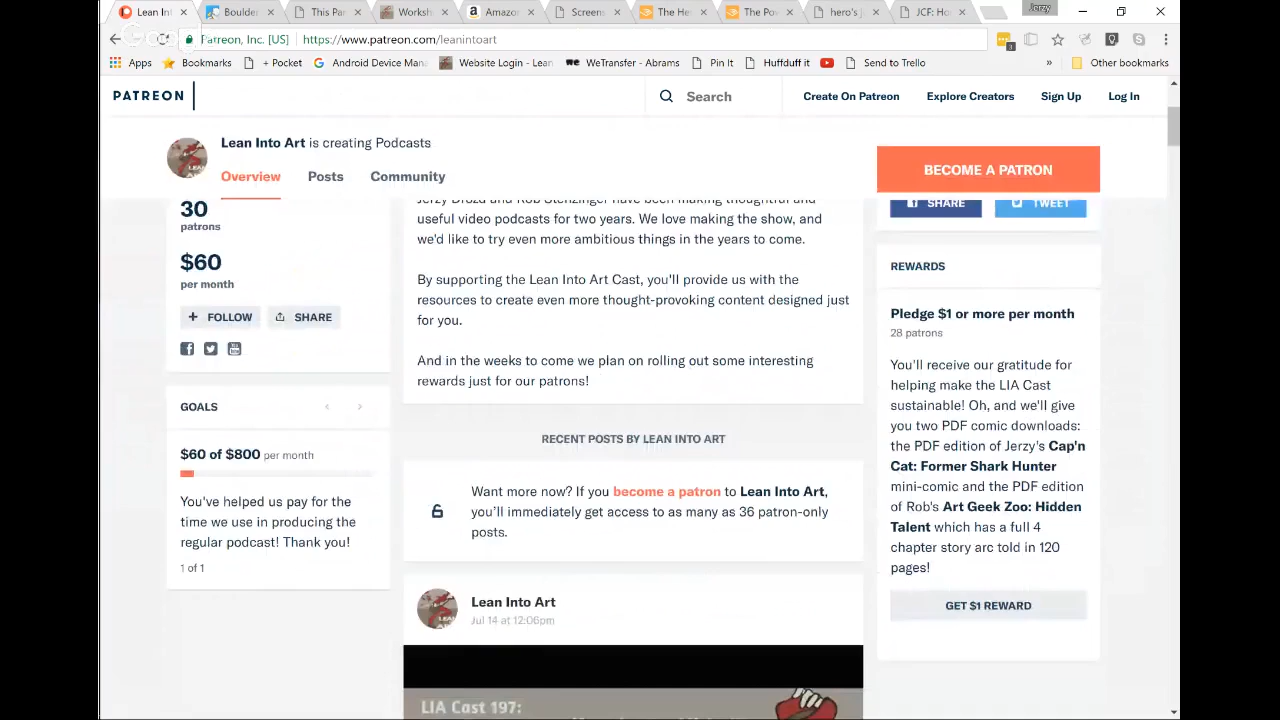 Lean Int
Boulder
This Par
Worksh
Amazon
Screens
The He
The Pov
hero's j
JCF: Ho
Jerzy
Patreon, Inc. [US]
https://www.patreon.com/leanintoart
Apps
Bookmarks
+ Pocket
Android Device Man
Website Login - Lean
WeTransfer - Abrams
Pin It
Huffduff it
Send to Trello
»
Other bookmarks
PATREON
Search
Create On Patreon
Explore Creators
Sign Up
Log In
Lean Into Art is creating Podcasts
Overview
Posts
Community
BECOME A PATRON
30
patrons
$60
per month
+ FOLLOW
SHARE
GOALS
$60 of $800 per month
You've helped us pay for the
time we use in producing the
regular podcast! Thank you!
1 of 1
Jerzy Drozd and Rob Stenzinger have been making thoughtful and
useful video podcasts for two years. We love making the show, and
we'd like to try even more ambitious things in the years to come.
By supporting the Lean Into Art Cast, you'll provide us with the
resources to create even more thought-provoking content designed just
for you.
And in the weeks to come we plan on rolling out some interesting
rewards just for our patrons!
RECENT POSTS BY LEAN INTO ART
Want more now? If you become a patron to Lean Into Art,
you'll immediately get access to as many as 36 patron-only
posts.
Lean Into Art
Jul 14 at 12:06pm
LIA Cast 197:
SHARE
TWEET
REWARDS
Pledge $1 or more per month
28 patrons
You'll receive our gratitude for
helping make the LIA Cast
sustainable! Oh, and we'll give
you two PDF comic downloads:
the PDF edition of Jerzy's Cap'n
Cat: Former Shark Hunter
mini-comic and the PDF edition
of Rob's Art Geek Zoo: Hidden
Talent which has a full 4
chapter story arc told in 120
pages!
GET $1 REWARD